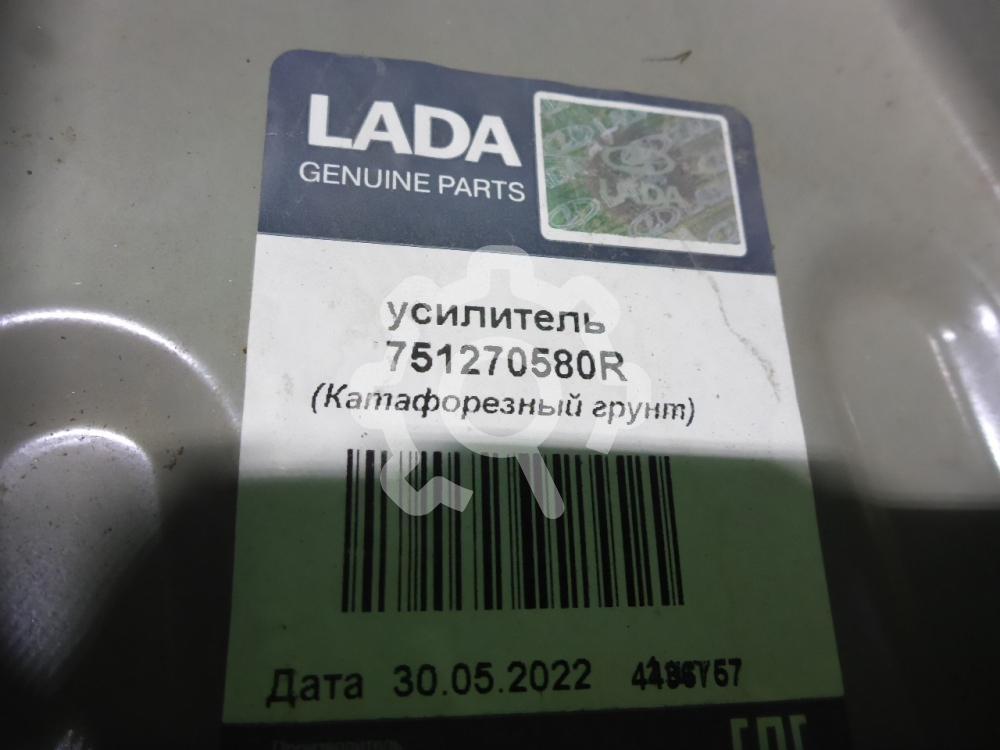 LADA
GENUINE PARTS
LADA
усилитель
751270580R
(Катафорезный грунт)
Дата 30.05.2022